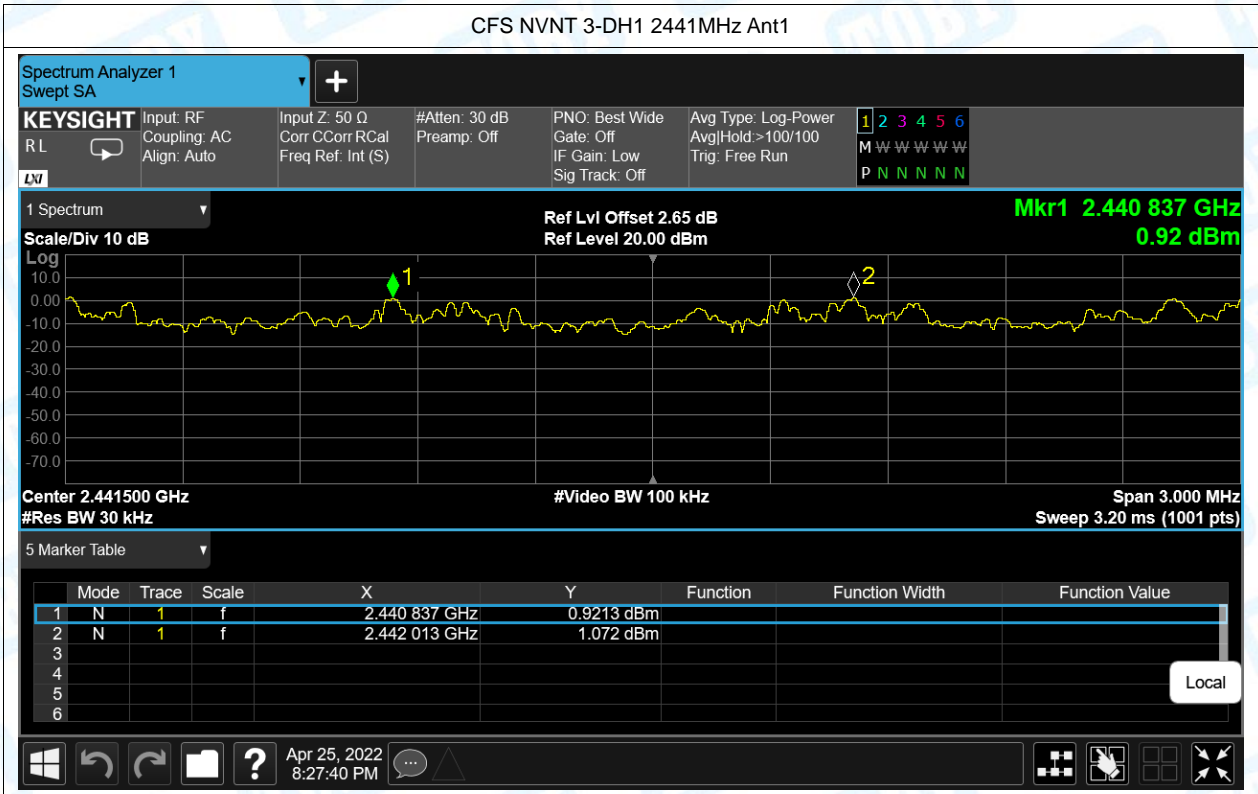 CFS NVNT 3-DH1 2441MHz Ant1
Spectrum Analyzer 1
Swept SA
KEYSIGHT
R L
LXI
Input: RF
Coupling: AC
Align: Auto
Input Z: 50 Ω
Corr CCorr RCal
Freq Ref: Int (S)
#Atten: 30 dB
Preamp: Off
PNO: Best Wide
Gate: Off
IF Gain: Low
Sig Track: Off
Avg Type: Log-Power
Avg|Hold:>100/100
Trig: Free Run
1 2 3 4 5 6
M W W W W W
P N N N N N
1 Spectrum
Scale/Div 10 dB
Ref Lvl Offset 2.65 dB
Ref Level 20.00 dBm
Mkr1 2.440 837 GHz
0.92 dBm
Log
10.0
0.00
-10.0
-20.0
-30.0
-40.0
-50.0
-60.0
-70.0
1
2
Center 2.441500 GHz
#Video BW 100 kHz
Span 3.000 MHz
#Res BW 30 kHz
Sweep 3.20 ms (1001 pts)
5 Marker Table
Mode Trace Scale X Y Function Function Width Function Value
1 N 1 f 2.440 837 GHz 0.9213 dBm
2 N 1 f 2.442 013 GHz 1.072 dBm
3
4
5
6
Local
Apr 25, 2022
8:27:40 PM